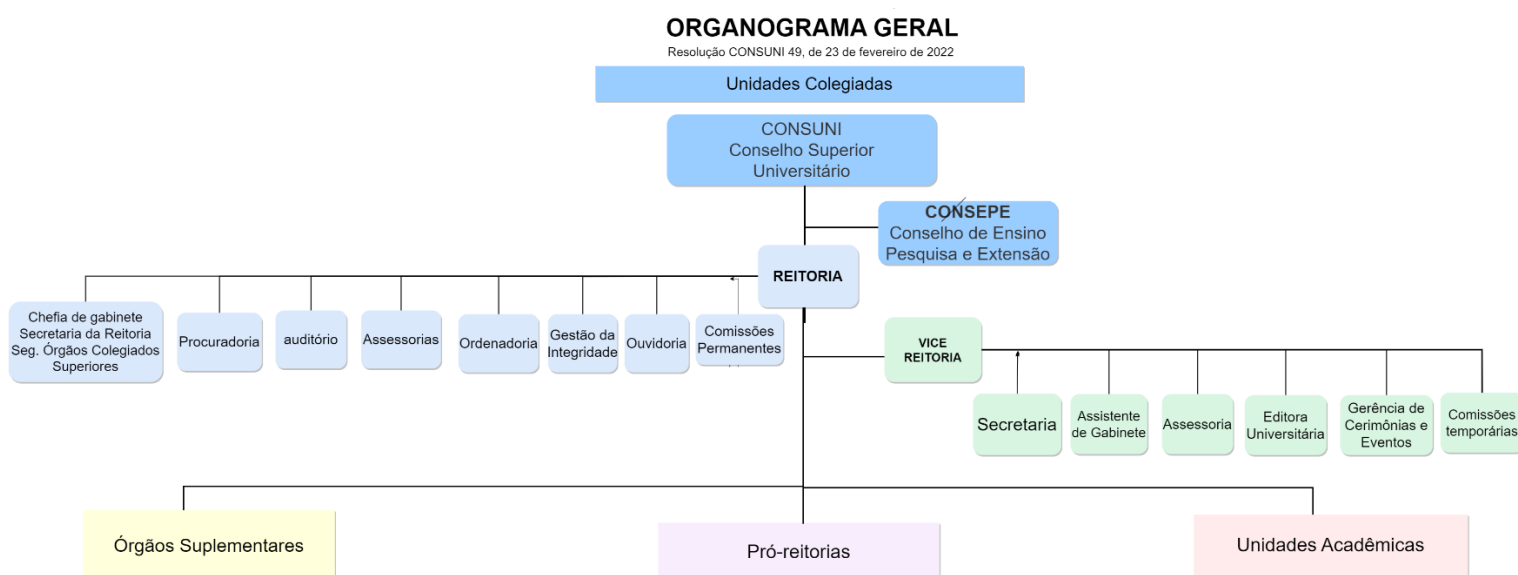 ORGANOGRAMA GERAL
Resolução CONSUNI 49, de 23 de fevereiro de 2022
Unidades Colegiadas
CONSUNI
Conselho Superior
Universitário
CONSEPE
Conselho de Ensino
Pesquisa e Extensão
REITORIA
Chefia de gabinete
Secretaria da Reitoria
Seg. Órgãos Colegiados
Superiores
Procuradoria
auditório
Assessorias
Ordenadoria
Gestão da
Integridade
Ouvidoria
Comissões
Permanentes
VICE
REITORIA
Secretaria
Assistente
de Gabinete
Assessoria
Editora
Universitária
Gerência de
Cerimônias e
Eventos
Comissões
temporárias
Órgãos Suplementares
Pró-reitorias
Unidades Acadêmicas